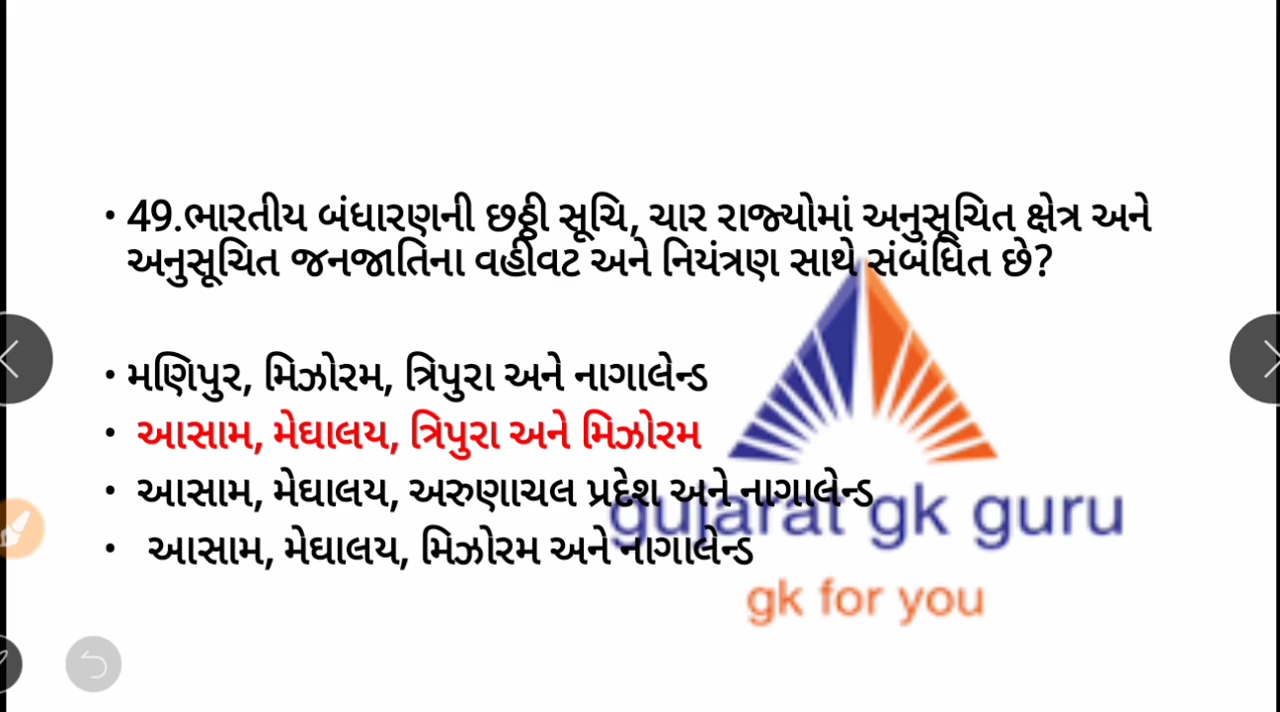 • 49.ભારતીય બંધારણની છઠ્ઠી સૂચિ, ચાર રાજ્યોમાં અનુસૂચિત ક્ષેત્ર અને
અનુસૂચિત જનજાતિના વહીવટ અને નિયંત્રણ સાથે સંબંધિત છે?
• મણિપુર, મિઝોરમ, ત્રિપુરા અને નાગાલેન્ડ
• આસામ, મેઘાલય, ત્રિપુરા અને મિઝોરમ
• આસામ, મેઘાલય, અરુણાચલ પ્રદેશ અને નાગાલેન્ડ
gujarat gk guru
• આસામ, મેઘાલય, મિઝોરમ અને નાગાલેન્ડ
gk for you